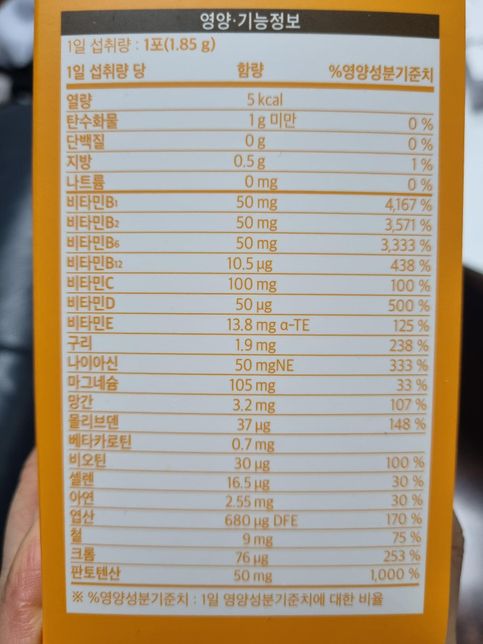 영양·기능정보
1일 섭취량 : 1포(1.85 g)
1일 섭취량 당 함량 %영양성분기준치
열량 5 kcal
탄수화물 1 g 미만 0 %
단백질 0 g 0 %
지방 0.5 g 1 %
나트륨 0 mg 0 %
비타민B1 50 mg 4,167 %
비타민B2 50 mg 3,571 %
비타민B6 50 mg 3,333 %
비타민B12 10.5 µg 438 %
비타민C 100 mg 100 %
비타민D 50 µg 500 %
비타민E 13.8 mg α-TE 125 %
구리 1.9 mg 238 %
나이아신 50 mgNE 333 %
마그네슘 105 mg 33 %
망간 3.2 mg 107 %
몰리브덴 37 µg 148 %
베타카로틴 0.7 mg
비오틴 30 µg 100 %
셀렌 16.5 µg 30 %
아연 2.55 mg 30 %
엽산 680 µg DFE 170 %
철 9 mg 75 %
크롬 76 µg 253 %
판토텐산 50 mg 1,000 %
※ %영양성분기준치 : 1일 영양성분기준치에 대한 비율